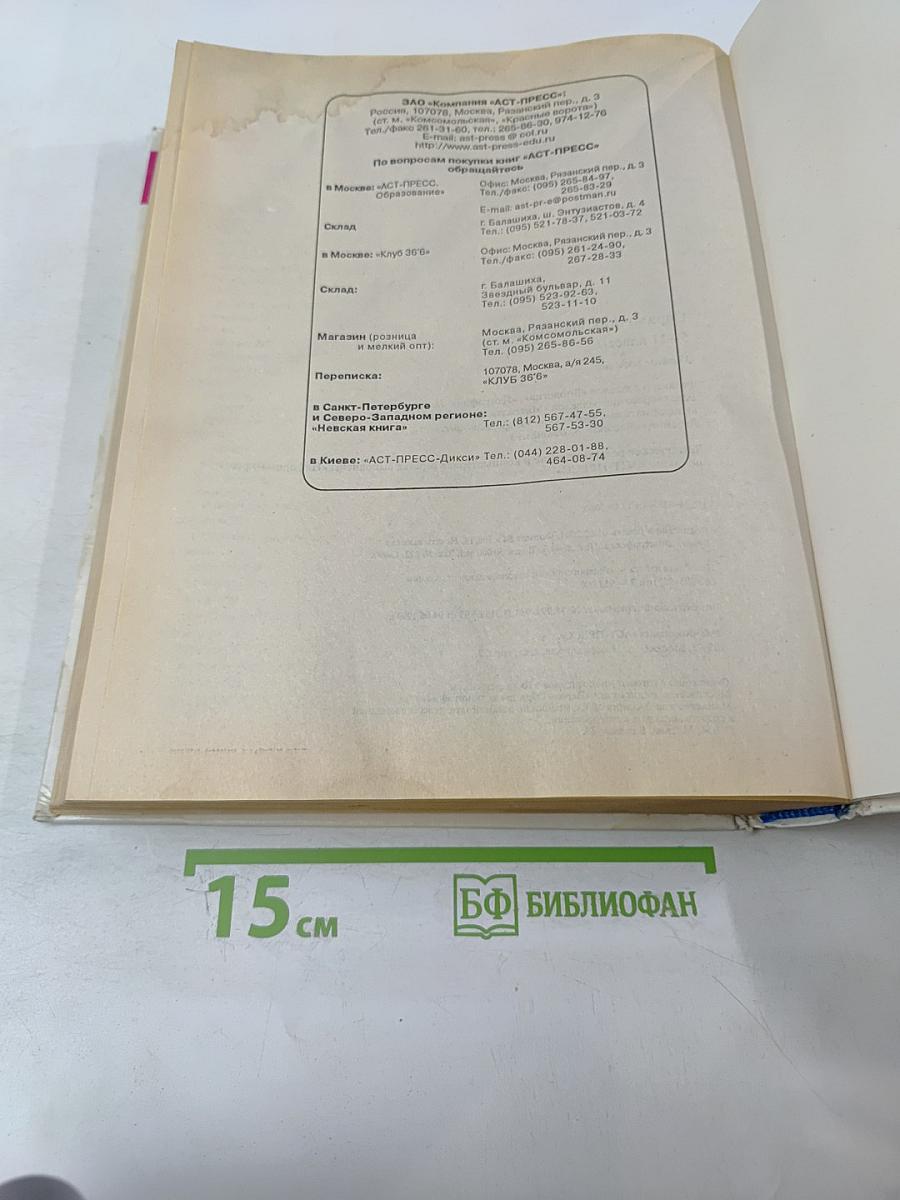 ЗАО «Компания «АСТ-ПРЕСС»:
Россия, 107078, Москва, Рязанский пер., д. 3
(ст. м. «Комсомольская», «Красные ворота»)
Тел./факс 261-31-60, тел.: 265-86-30, 974-12-76
E-mail: ast-press @ col.ru
http://www.ast-press-edu.ru
По вопросам покупки книг «АСТ-ПРЕСС»
обращайтесь
в Москве: «АСТ-ПРЕСС. Офис: Москва, Рязанский пер., д. 3
Образование» Тел./факс: (095) 265-84-97,
265-83-29
E-mail: ast-pr-e@postman.ru
Склад г. Балашиха, ш. Энтузиастов, д. 4
Тел.: (095) 521-78-37, 521-03-72
в Москве: «Клуб 36'6» Офис: Москва, Рязанский пер., д. 3
Тел./факс: (095) 261-24-90,
267-28-33
Склад: г. Балашиха,
Звездный бульвар, д. 11
Тел.: (095) 523-92-63,
523-11-10
Магазин (розница Москва, Рязанский пер., д. 3
и мелкий опт): (ст. м. «Комсомольская»)
Тел. (095) 265-86-56
Переписка: 107078, Москва, а/я 245,
«КЛУБ 36'6»
в Санкт-Петербурге
и Северо-Западном регионе: Тел.: (812) 567-47-55,
«Невская книга» 567-53-30
в Киеве: «АСТ-ПРЕСС-Дикси» Тел.: (044) 228-01-88,
464-08-74
15 см
БФ БИБЛИОФАН